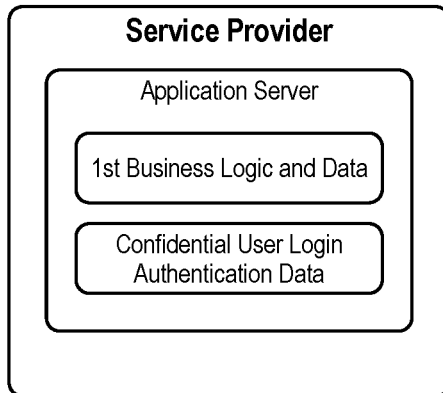 Service Provider
Application Server
1st Business Logic and Data
Confidential User Login
Authentication Data